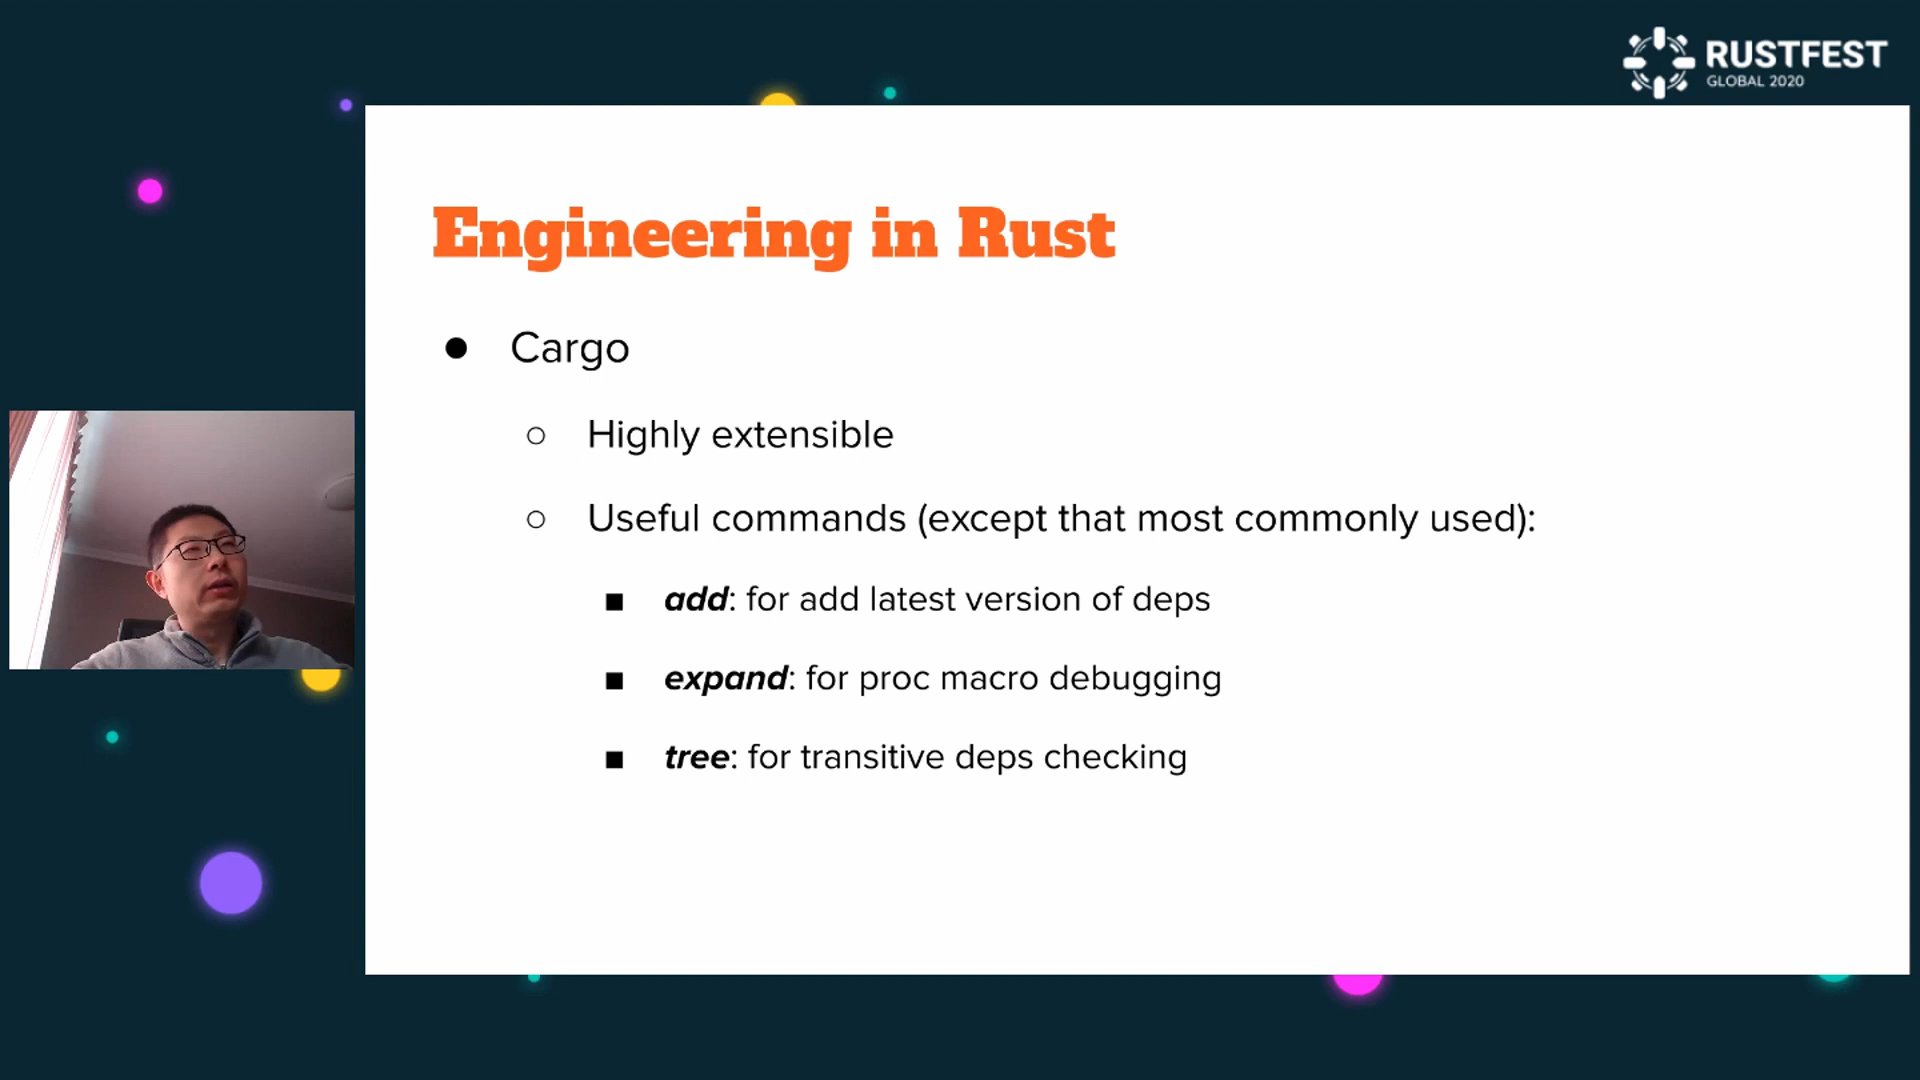 RUSTFEST
GLOBAL 2020
Engineering in Rust
● Cargo
○ Highly extensible
○ Useful commands (except that most commonly used):
■ add: for add latest version of deps
■ expand: for proc macro debugging
■ tree: for transitive deps checking